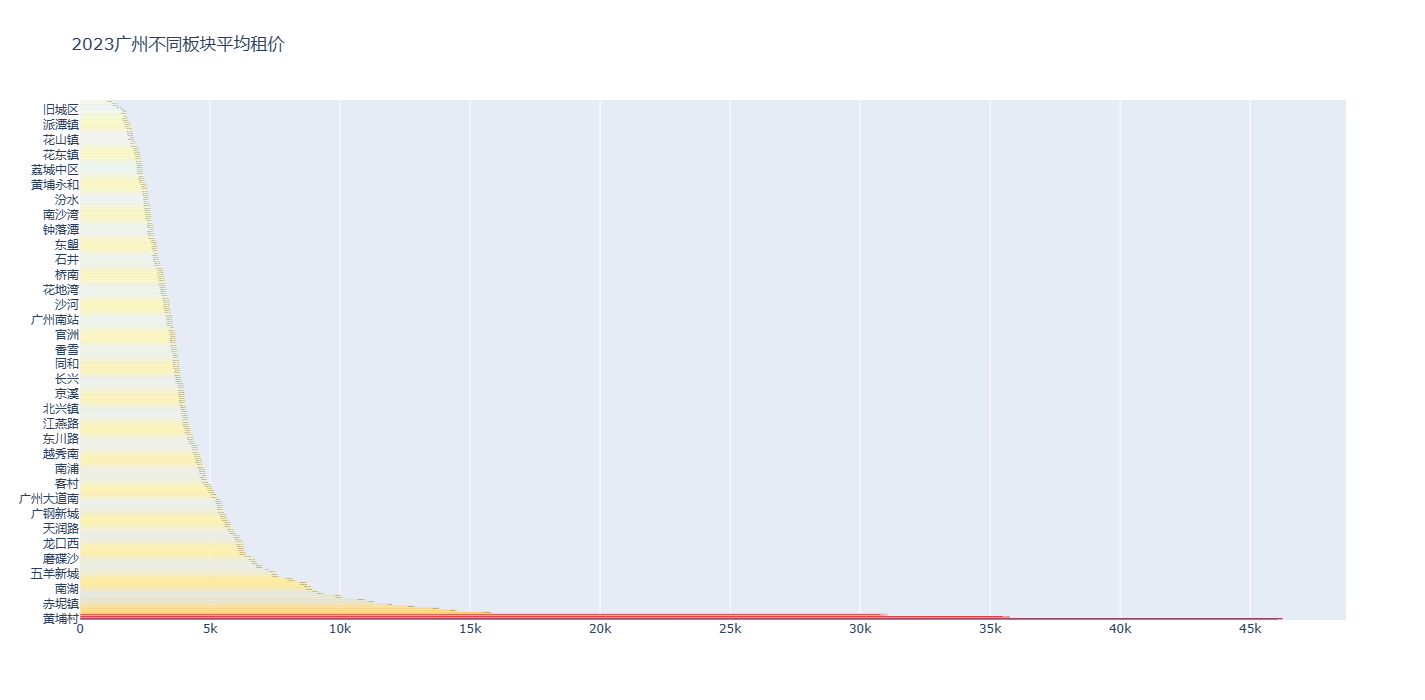 2023广州不同板块平均租价
旧城区
派潭镇
花山镇
花东镇
荔城中区
黄埔永和
汾水
南沙湾
钟落潭
东塱
石井
桥南
花地湾
沙河
广州南站
官洲
香雪
同和
长兴
京溪
北兴镇
江燕路
东川路
越秀南
南浦
客村
广州大道南
广钢新城
天润路
龙口西
磨碟沙
五羊新城
南湖
赤坭镇
黄埔村
0 5k 10k 15k 20k 25k 30k 35k 40k 45k